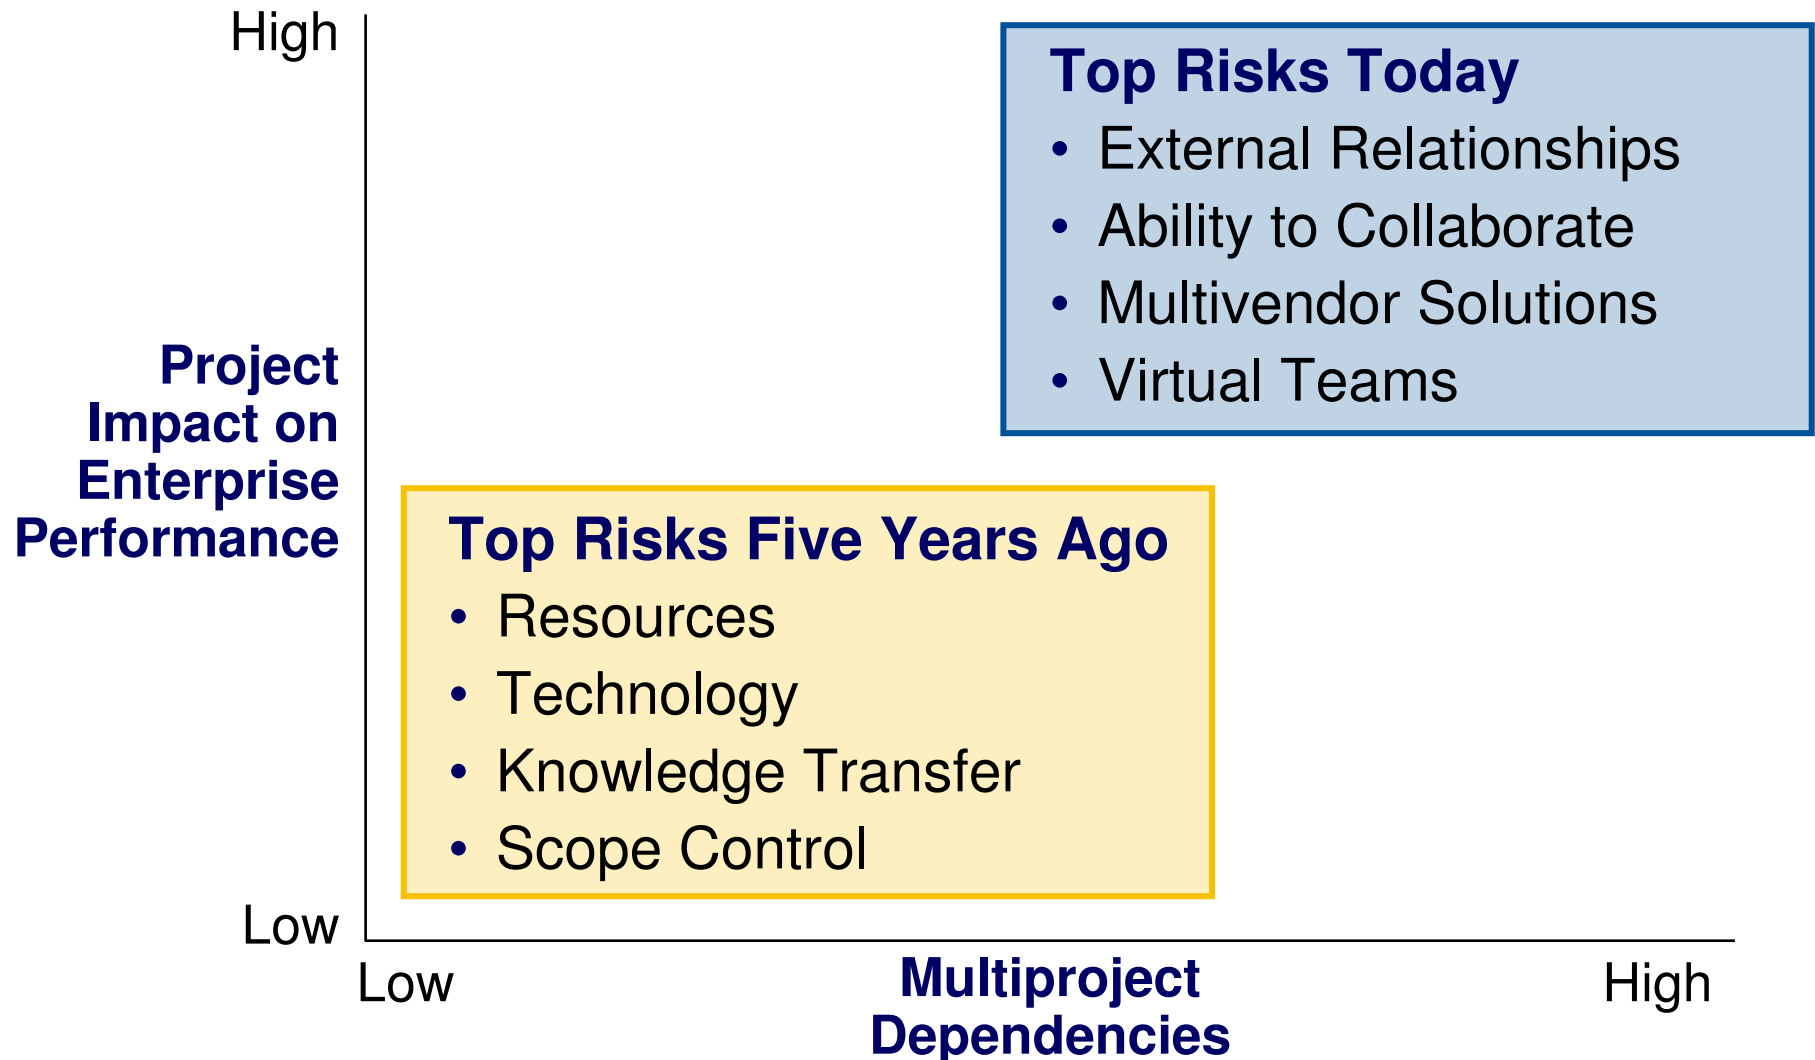 High
Top Risks Today
• External Relationships
• Ability to Collaborate
• Multivendor Solutions
• Virtual Teams
Project
Impact on
Enterprise
Performance
Top Risks Five Years Ago
• Resources
• Technology
• Knowledge Transfer
• Scope Control
Low
Low
Multiproject
Dependencies
High